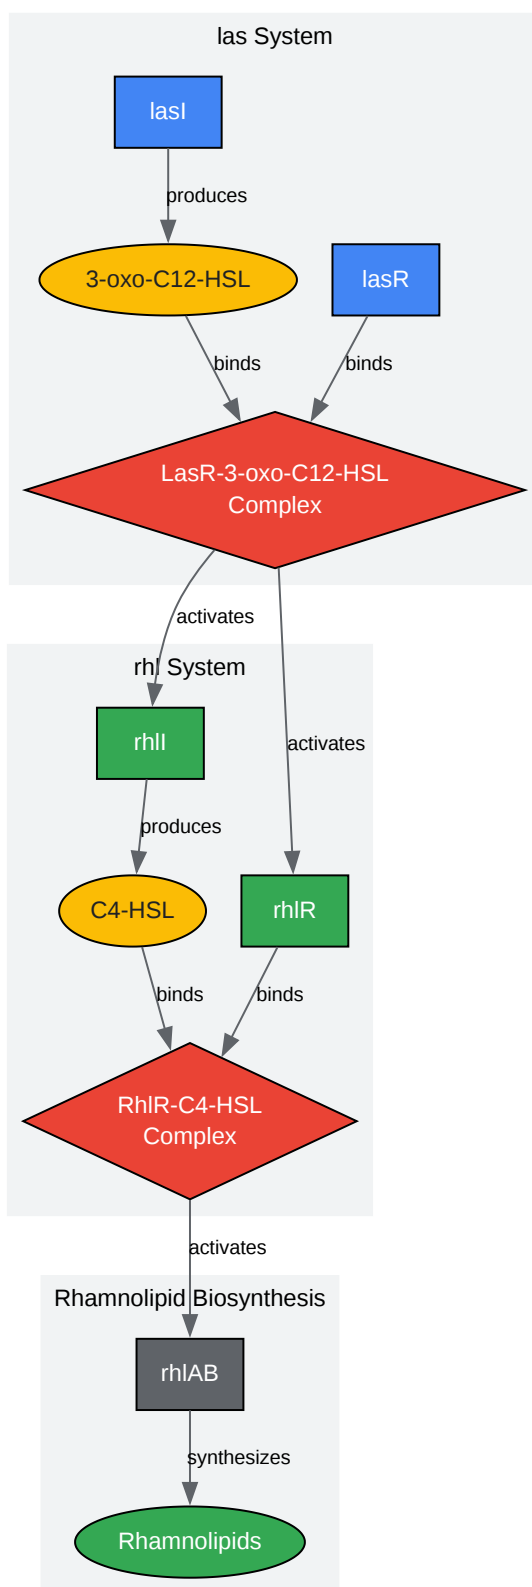 las System
lasI
produces
3-oxo-C12-HSL
lasR
binds
binds
LasR-3-oxo-C12-HSL
Complex
activates
rhl System
rhlI
activates
produces
C4-HSL
rhlR
binds
binds
RhlR-C4-HSL
Complex
activates
Rhamnolipid Biosynthesis
rhlAB
synthesizes
Rhamnolipids